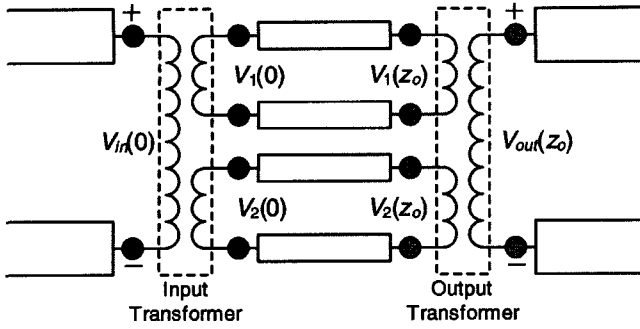 + +
V₁(0) V₁(zₒ)
Vᵢₙ(0) Vₒᵤₜ(zₒ)
V₂(0) V₂(zₒ)
− −
Input Output
Transformer Transformer